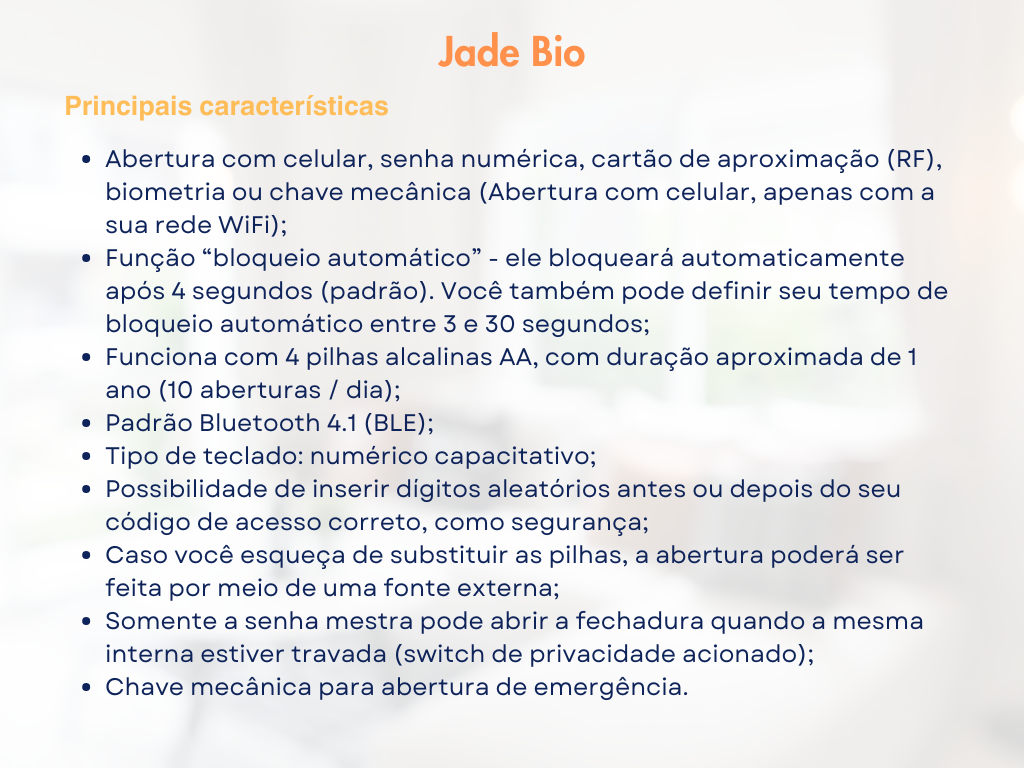 Jade Bio
Principais características
• Abertura com celular, senha numérica, cartão de aproximação (RF),
biometria ou chave mecânica (Abertura com celular, apenas com a
sua rede WiFi);
• Função “bloqueio automático” - ele bloqueará automaticamente
após 4 segundos (padrão). Você também pode definir seu tempo de
bloqueio automático entre 3 e 30 segundos;
• Funciona com 4 pilhas alcalinas AA, com duração aproximada de 1
ano (10 aberturas / dia);
• Padrão Bluetooth 4.1 (BLE);
• Tipo de teclado: numérico capacitativo;
• Possibilidade de inserir dígitos aleatórios antes ou depois do seu
código de acesso correto, como segurança;
• Caso você esqueça de substituir as pilhas, a abertura poderá ser
feita por meio de uma fonte externa;
• Somente a senha mestra pode abrir a fechadura quando a mesma
interna estiver travada (switch de privacidade acionado);
• Chave mecânica para abertura de emergência.